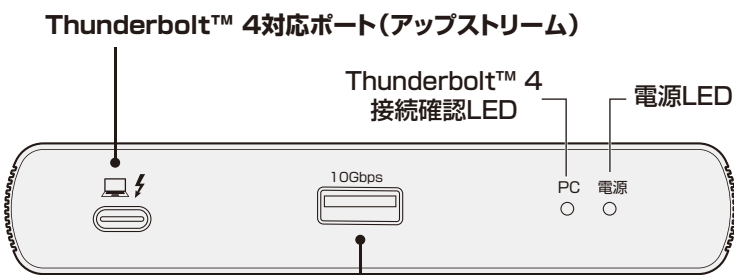 Thunderbolt™ 4対応ポート（アップストリーム）
Thunderbolt™ 4
接続確認LED
電源LED
10Gbps
PC
電源